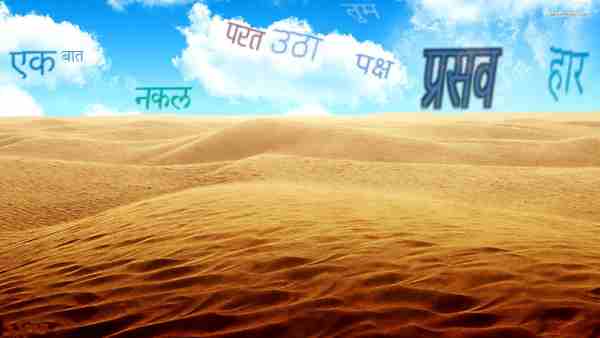 एक बात
नकल
परत उठा
पक्ष
प्रसव
हार